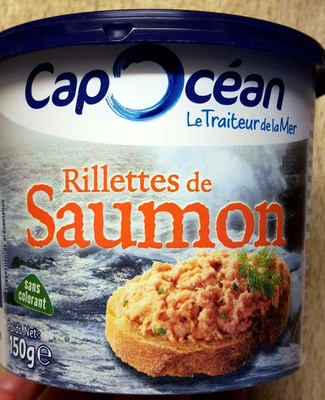 Cap Océan
Le Traiteur de la Mer
Rillettes de
Saumon
sans
colorant
Poids Net:
150g e